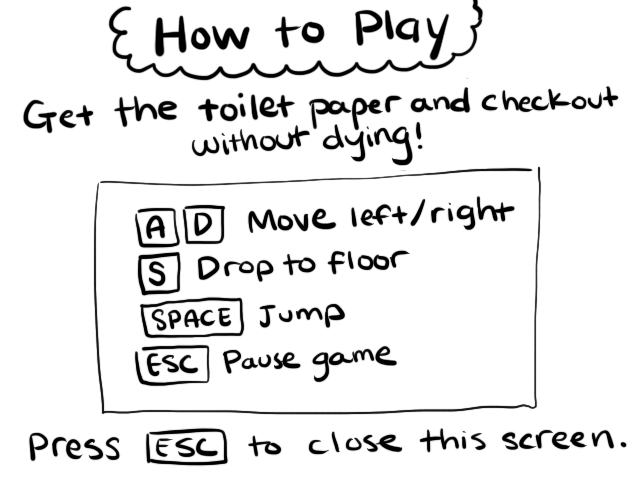 How to Play
Get the toilet paper and checkout
without dying!
A D Move left/right
S Drop to floor
SPACE Jump
ESC Pause game
Press ESC to close this screen.